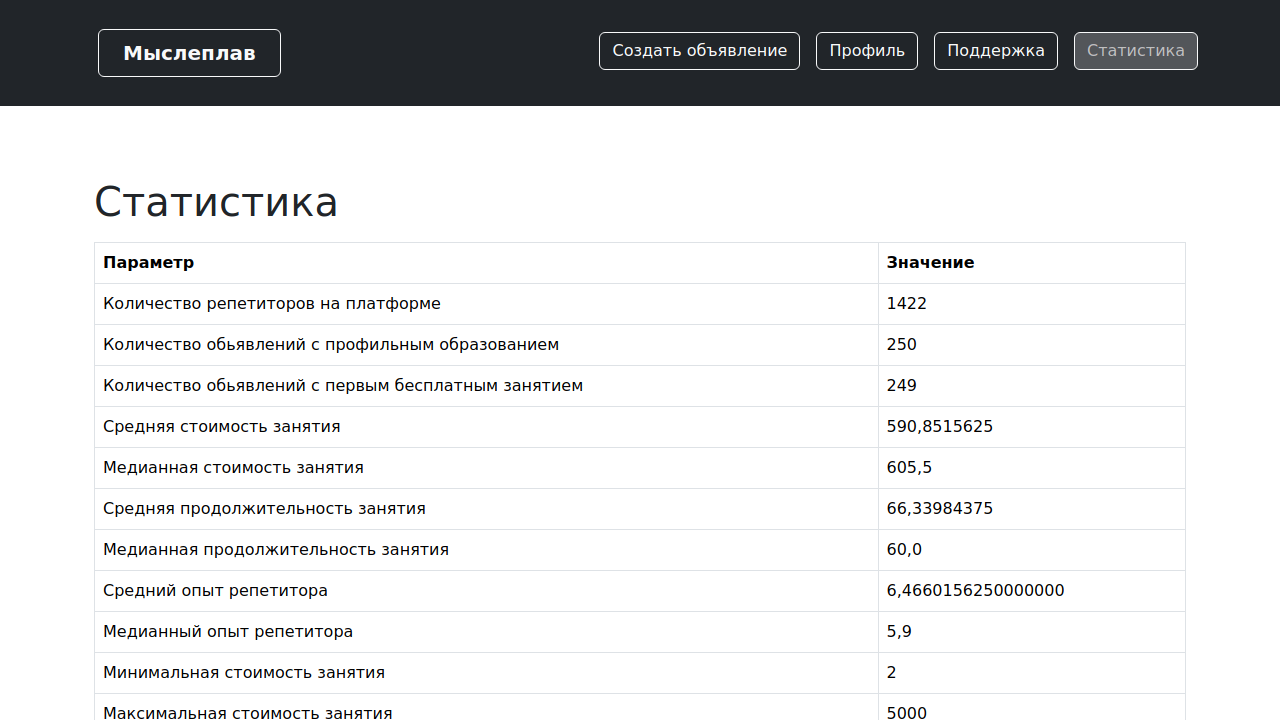 Мыслеплав
Создать объявление Профиль Поддержка Статистика
Статистика
Параметр Значение
Количество репетиторов на платформе 1422
Количество обьявлений с профильным образованием 250
Количество обьявлений с первым бесплатным занятием 249
Средняя стоимость занятия 590,8515625
Медианная стоимость занятия 605,5
Средняя продолжительность занятия 66,33984375
Медианная продолжительность занятия 60,0
Средний опыт репетитора 6,4660156250000000
Медианный опыт репетитора 5,9
Минимальная стоимость занятия 2
Максимальная стоимость занятия 5000